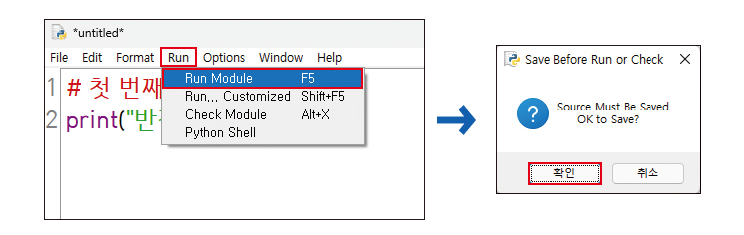 *untitled*
File Edit Format Run Options Window Help
1 # 첫 번째
2 print("반
Run Module F5
Run... Customized Shift+F5
Check Module Alt+X
Python Shell
Save Before Run or Check
Source Must Be Saved
OK to Save?
확인 취소